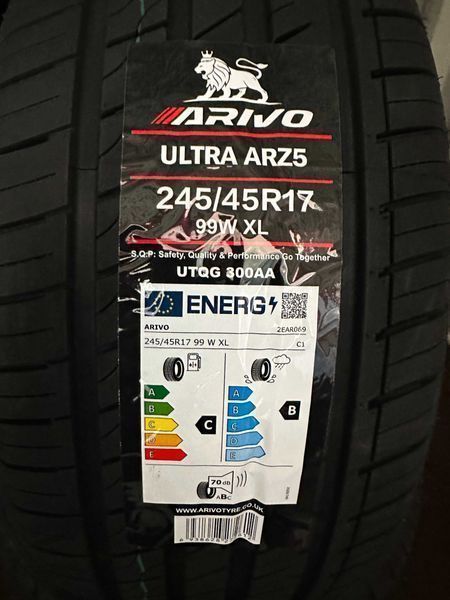 ARIVO
ULTRA ARZ5
245/45R17
99W XL
S.Q.P: Safety, Quality & Performance Go Together
UTQG 300AA
ENERG
ARIVO 2EAR069
245/45R17 99 W XL C1
A A
B B
C C C B
D D
E E
70 dB
ABC
WWW.ARIVOTYRE.CO.UK